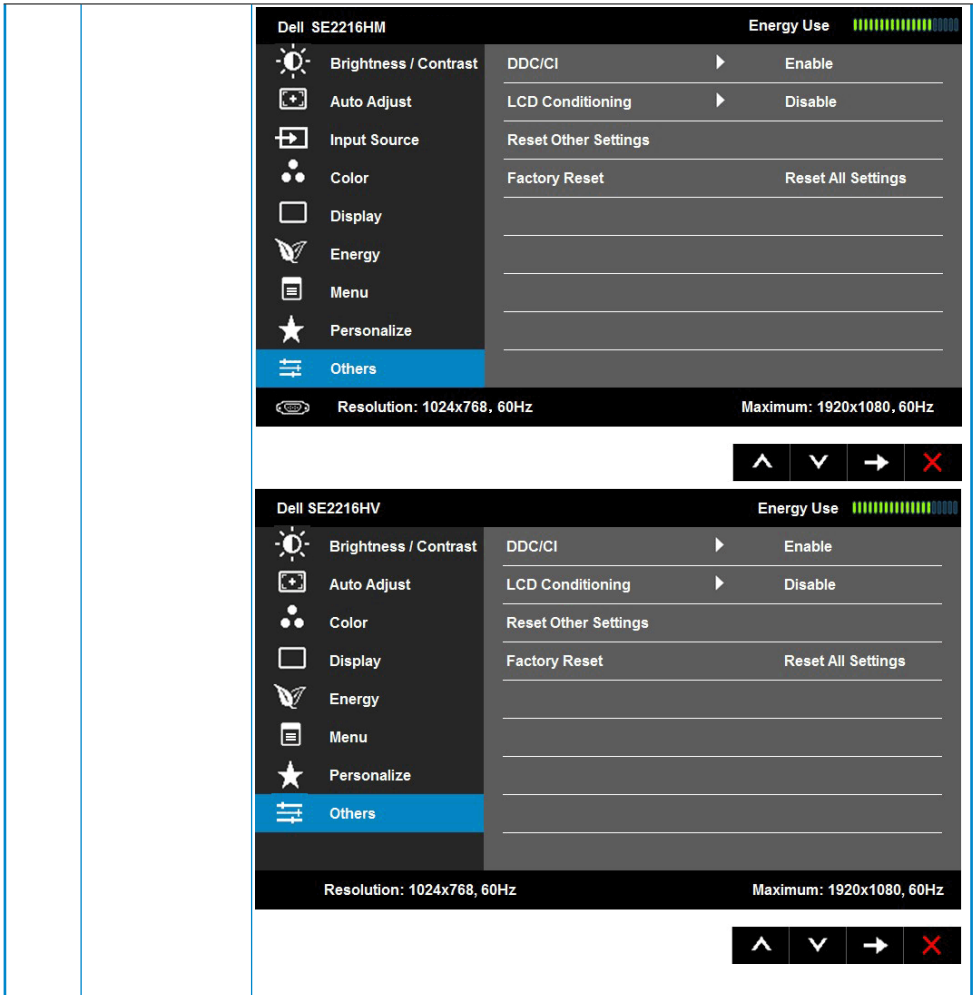 Dell SE2216HM Energy Use
Brightness / Contrast DDC/CI Enable
Auto Adjust LCD Conditioning Disable
Input Source Reset Other Settings
Color Factory Reset Reset All Settings
Display
Energy
Menu
Personalize
Others
Resolution: 1024x768, 60Hz Maximum: 1920x1080, 60Hz
Dell SE2216HV Energy Use
Brightness / Contrast DDC/CI Enable
Auto Adjust LCD Conditioning Disable
Color Reset Other Settings
Display Factory Reset Reset All Settings
Energy
Menu
Personalize
Others
Resolution: 1024x768, 60Hz Maximum: 1920x1080, 60Hz